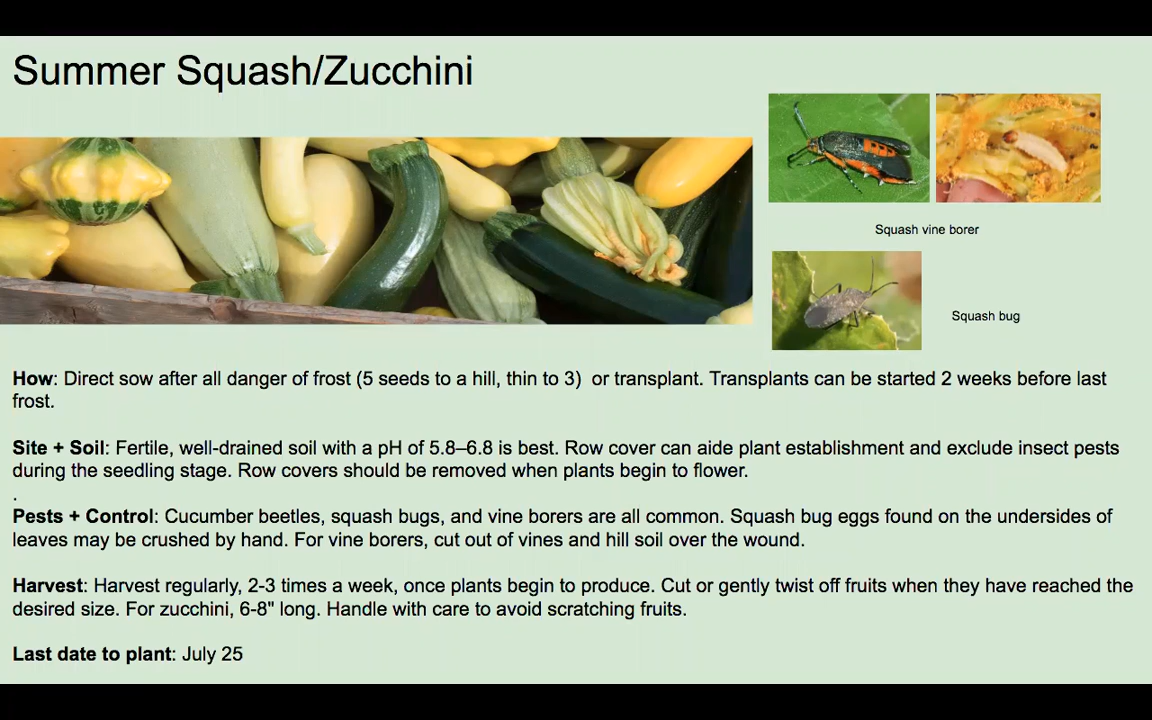 Summer Squash/Zucchini
Squash vine borer
Squash bug
How: Direct sow after all danger of frost (5 seeds to a hill, thin to 3)  or transplant. Transplants can be started 2 weeks before last
frost.
Site + Soil: Fertile, well-drained soil with a pH of 5.8–6.8 is best. Row cover can aide plant establishment and exclude insect pests
during the seedling stage. Row covers should be removed when plants begin to flower.
.
Pests + Control: Cucumber beetles, squash bugs, and vine borers are all common. Squash bug eggs found on the undersides of
leaves may be crushed by hand. For vine borers, cut out of vines and hill soil over the wound.
Harvest: Harvest regularly, 2-3 times a week, once plants begin to produce. Cut or gently twist off fruits when they have reached the
desired size. For zucchini, 6-8" long. Handle with care to avoid scratching fruits.
Last date to plant: July 25